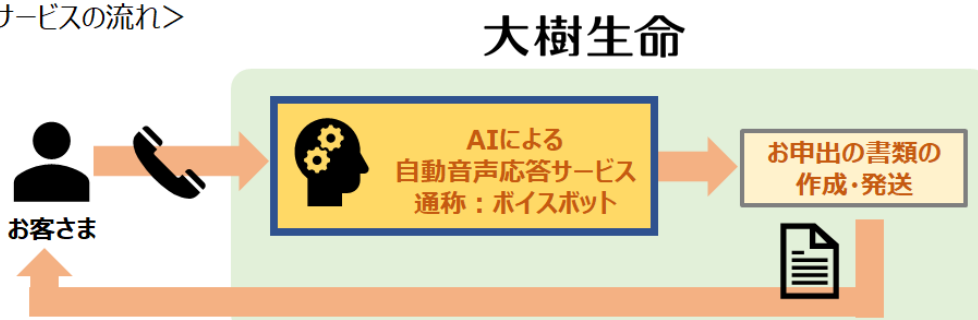 サービスの流れ＞
大樹生命
AIによる
自動音声応答サービス
通称：ボイスボット
お申出の書類の
作成・発送
お客さま